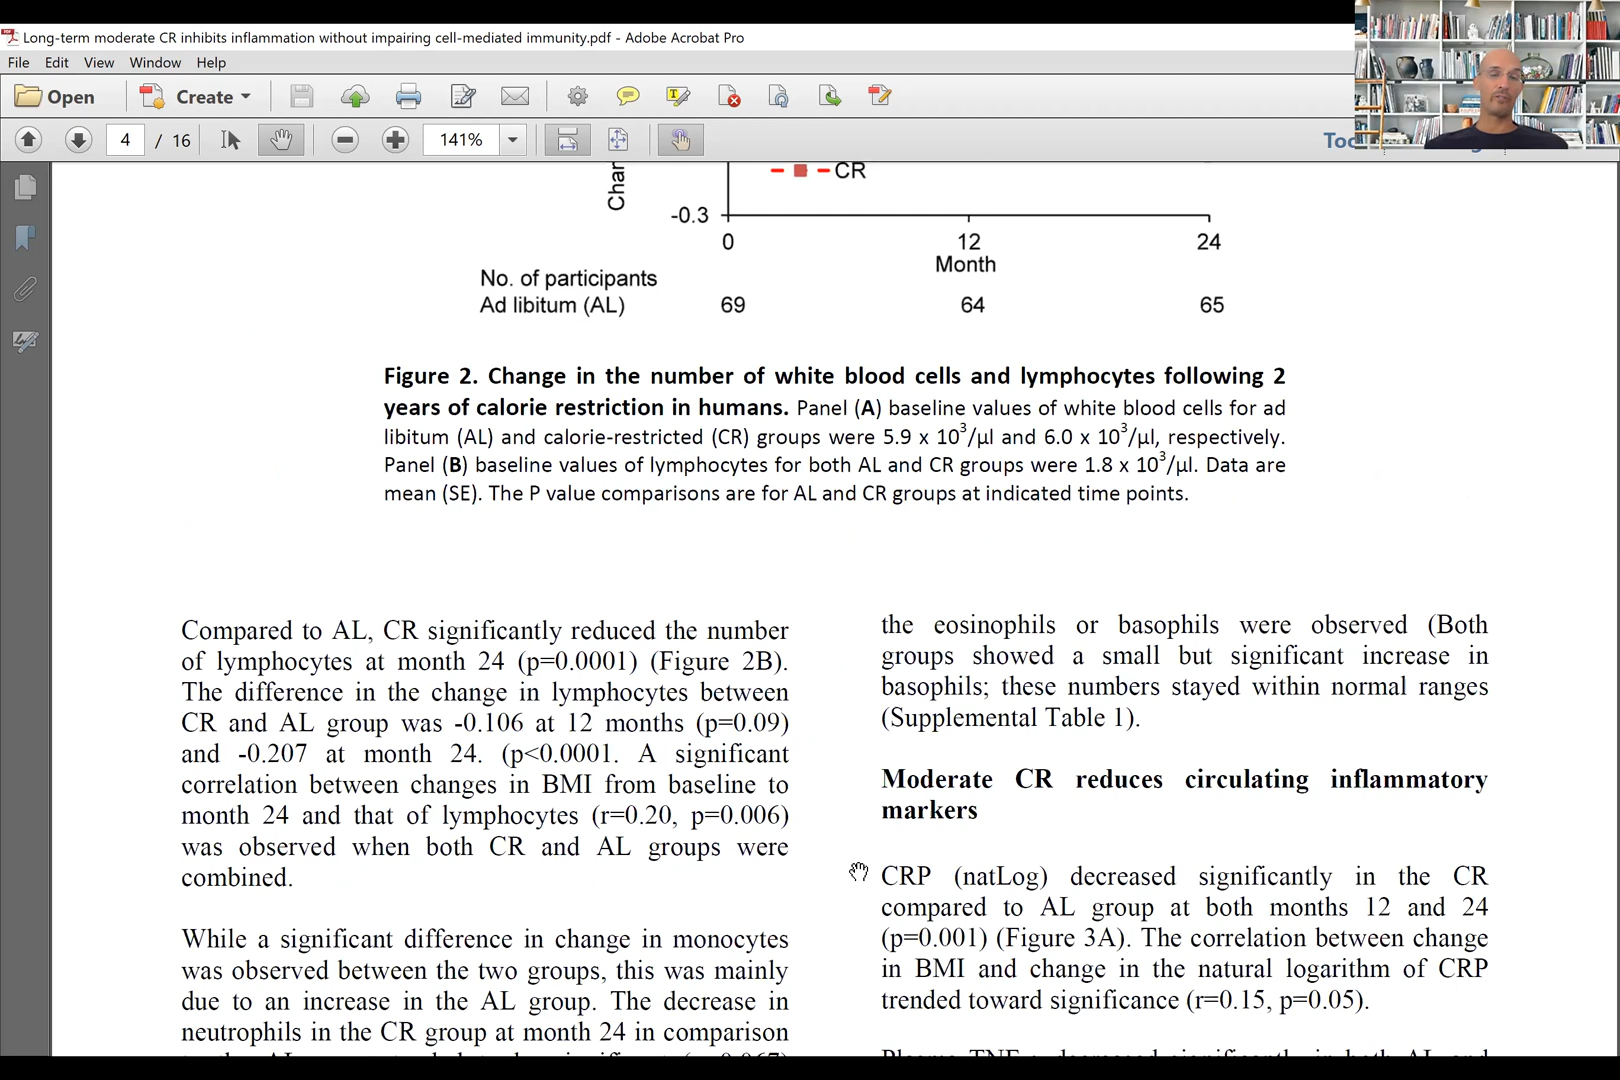 Long-term moderate CR inhibits inflammation without impairing cell-mediated immunity.pdf - Adobe Acrobat Pro
File Edit View Window Help
Open Create
4 / 16 141%
Char
CR
-0.3
0 12 24
Month
No. of participants
Ad libitum (AL) 69 64 65
Figure 2. Change in the number of white blood cells and lymphocytes following 2
years of calorie restriction in humans. Panel (A) baseline values of white blood cells for ad
libitum (AL) and calorie-restricted (CR) groups were 5.9 x 10³/µl and 6.0 x 10³/µl, respectively.
Panel (B) baseline values of lymphocytes for both AL and CR groups were 1.8 x 10³/µl. Data are
mean (SE). The P value comparisons are for AL and CR groups at indicated time points.
Compared to AL, CR significantly reduced the number
of lymphocytes at month 24 (p=0.0001) (Figure 2B).
The difference in the change in lymphocytes between
CR and AL group was -0.106 at 12 months (p=0.09)
and -0.207 at month 24. (p<0.0001. A significant
correlation between changes in BMI from baseline to
month 24 and that of lymphocytes (r=0.20, p=0.006)
was observed when both CR and AL groups were
combined.
While a significant difference in change in monocytes
was observed between the two groups, this was mainly
due to an increase in the AL group. The decrease in
neutrophils in the CR group at month 24 in comparison
the eosinophils or basophils were observed (Both
groups showed a small but significant increase in
basophils; these numbers stayed within normal ranges
(Supplemental Table 1).
Moderate CR reduces circulating inflammatory
markers
CRP (natLog) decreased significantly in the CR
compared to AL group at both months 12 and 24
(p=0.001) (Figure 3A). The correlation between change
in BMI and change in the natural logarithm of CRP
trended toward significance (r=0.15, p=0.05).